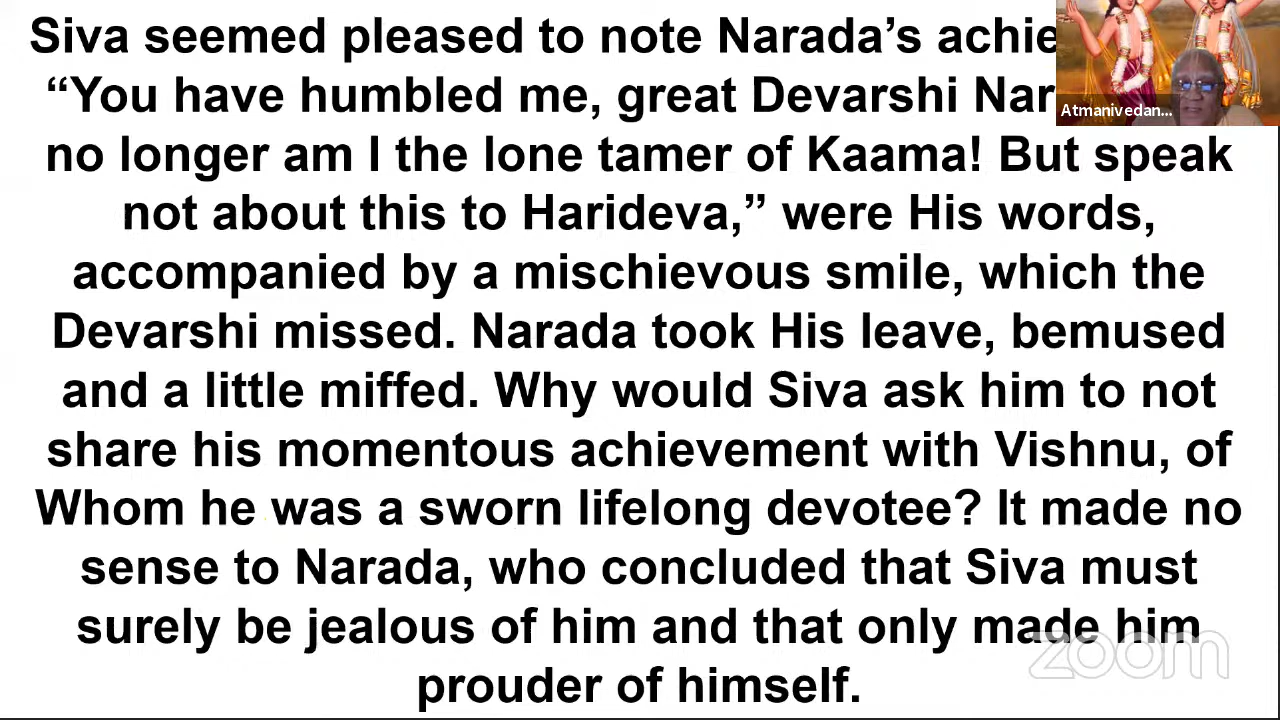 Siva seemed pleased to note Narada’s achie
“You have humbled me, great Devarshi Nar
no longer am I the lone tamer of Kaama! But speak
not about this to Harideva,” were His words,
accompanied by a mischievous smile, which the
Devarshi missed. Narada took His leave, bemused
and a little miffed. Why would Siva ask him to not
share his momentous achievement with Vishnu, of
Whom he was a sworn lifelong devotee? It made no
sense to Narada, who concluded that Siva must
surely be jealous of him and that only made him
prouder of himself.
Atmanivedan...
zoom